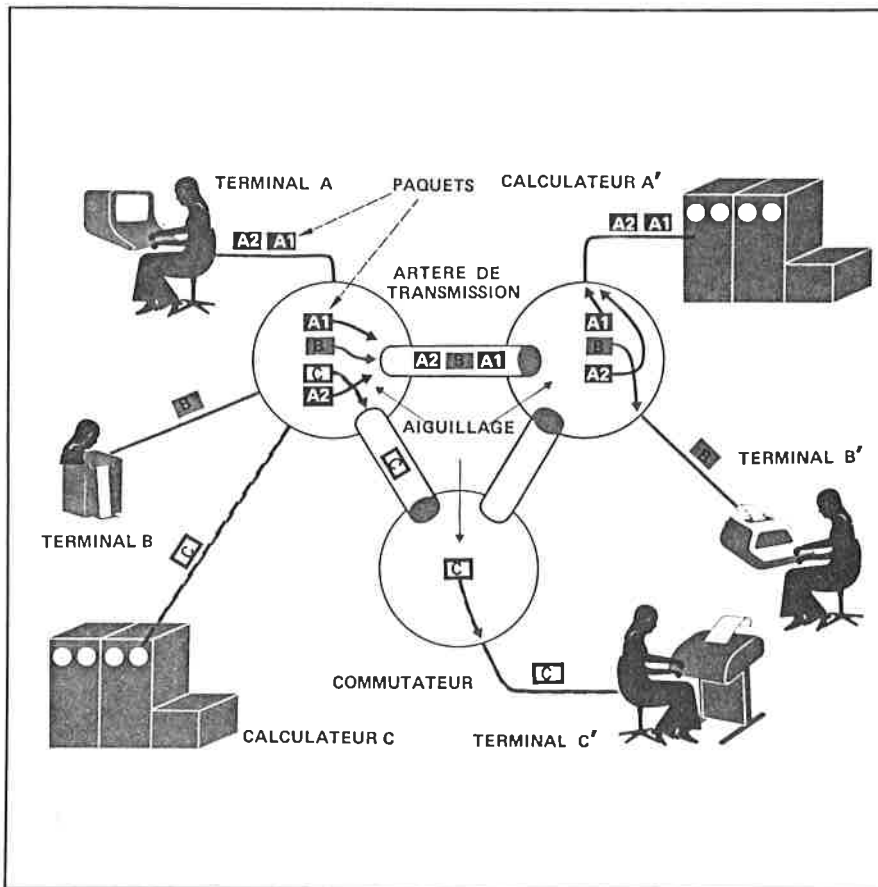 TERMINAL A
PAQUETS
CALCULATEUR A'
A2 A1
A2 A1
ARTERE DE
TRANSMISSION
A1
B
C
A2
A2 B A1
A1
B
A2
B
AIGUILLAGE
C
B
TERMINAL B'
TERMINAL B
C
C
COMMUTATEUR
C
CALCULATEUR C
TERMINAL C'